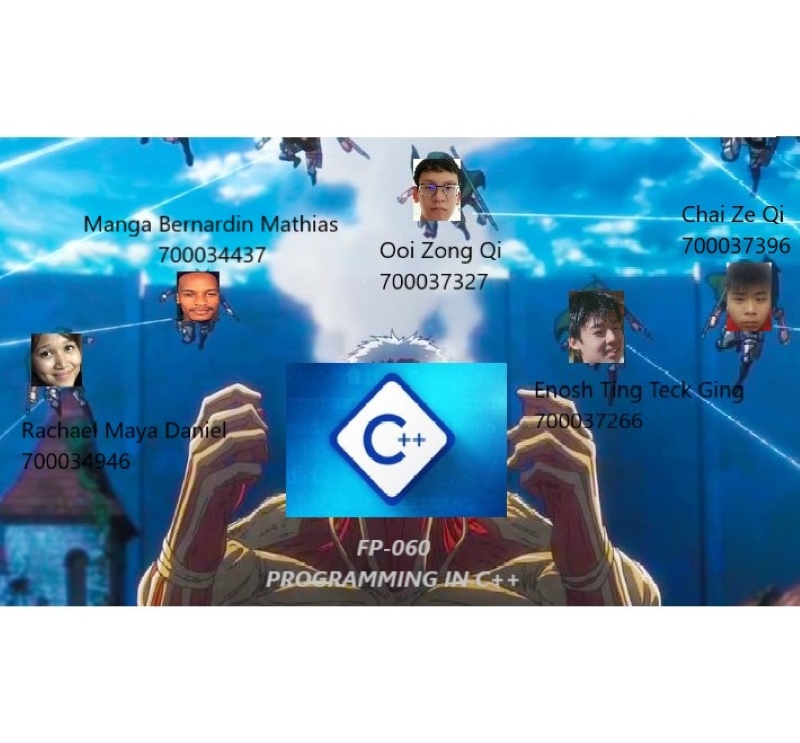 Manga Bernardin Mathias
700034437
Ooi Zong Qi
700037327
Chai Ze Qi
700037396
Rachael Maya Daniel
700034946
Enosh Ting Teck Ging
700037266
C++
FP-060
PROGRAMMING IN C++